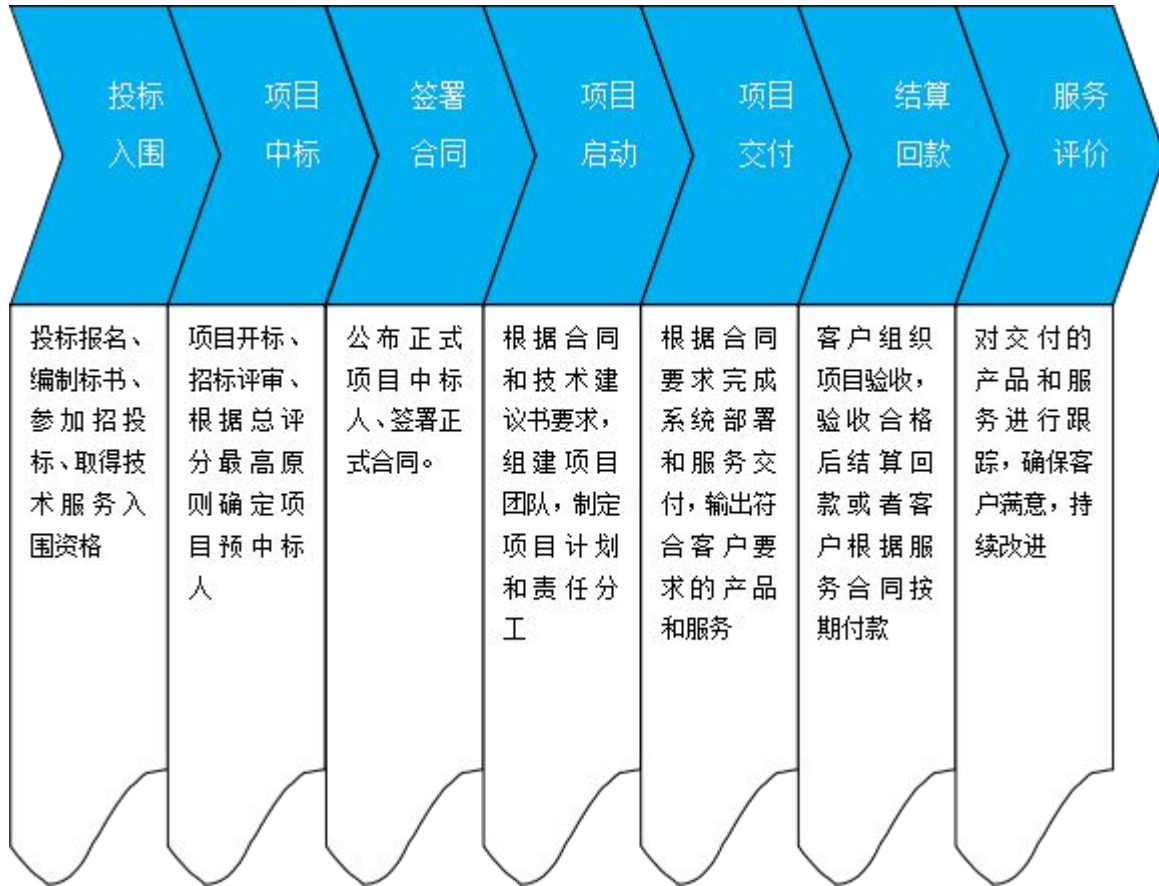 投标
入围
项目
中标
签署
合同
项目
启动
项目
交付
结算
回款
服务
评价
投标报名、
编制标书、
参加招投
标、取得技
术服务入
围资格
项目开标、
招标评审、
根据总评
分最高原
则确定项
目预中标
人
公布正式
项目中标
人、签署正
式合同。
根据合同
和技术建
议书要求，
组建项目
团队，制定
项目计划
和责任分
工
根据合同
要求完成
系统部署
和服务交
付，输出符
合客户要
求的产品
和服务
客户组织
项目验收，
验收合格
后结算回
款或者客
户根据服
务合同按
期付款
对交付的
产品和服
务进行跟
踪，确保客
户满意，持
续改进